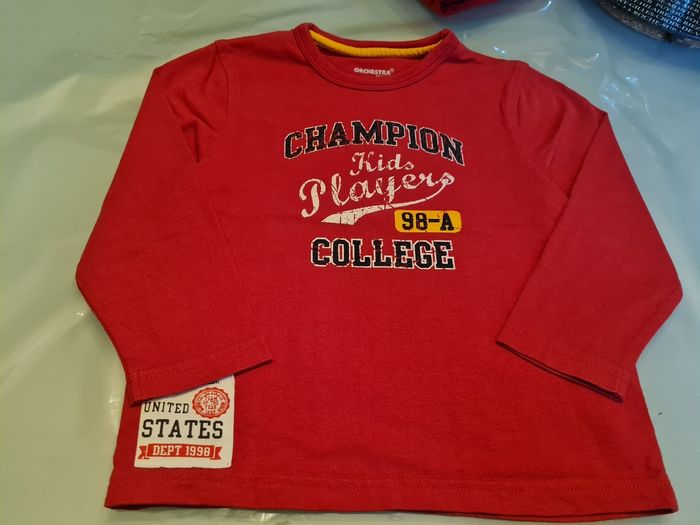 ORCHESTRA
CHAMPION
Kids
Players
98-A
COLLEGE
UNITED
STATES
DEPT 1998